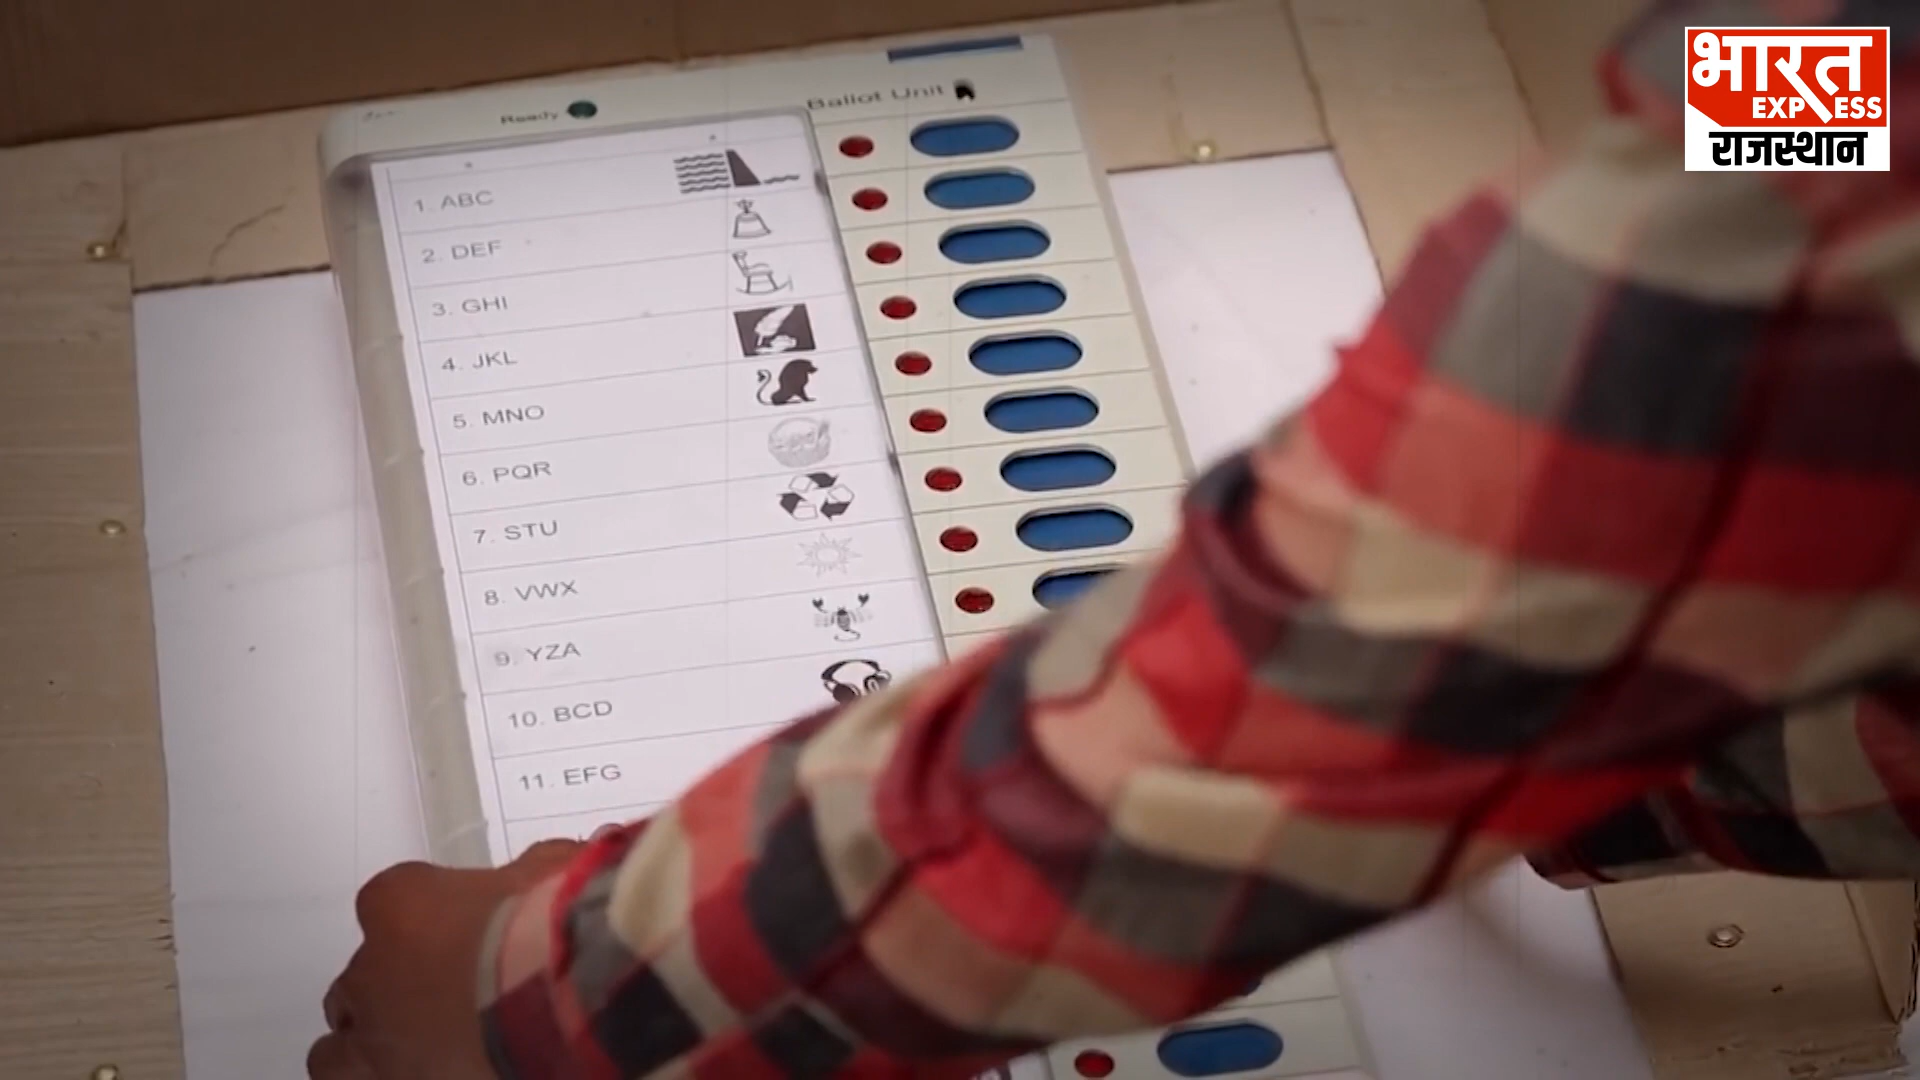 भारत
EXPRESS
राजस्थान
Ready
Ballot Unit
1. ABC
2. DEF
3. GHI
4. JKL
5. MNO
6. PQR
7. STU
8. VWX
9. YZA
10. BCD
11. EFG